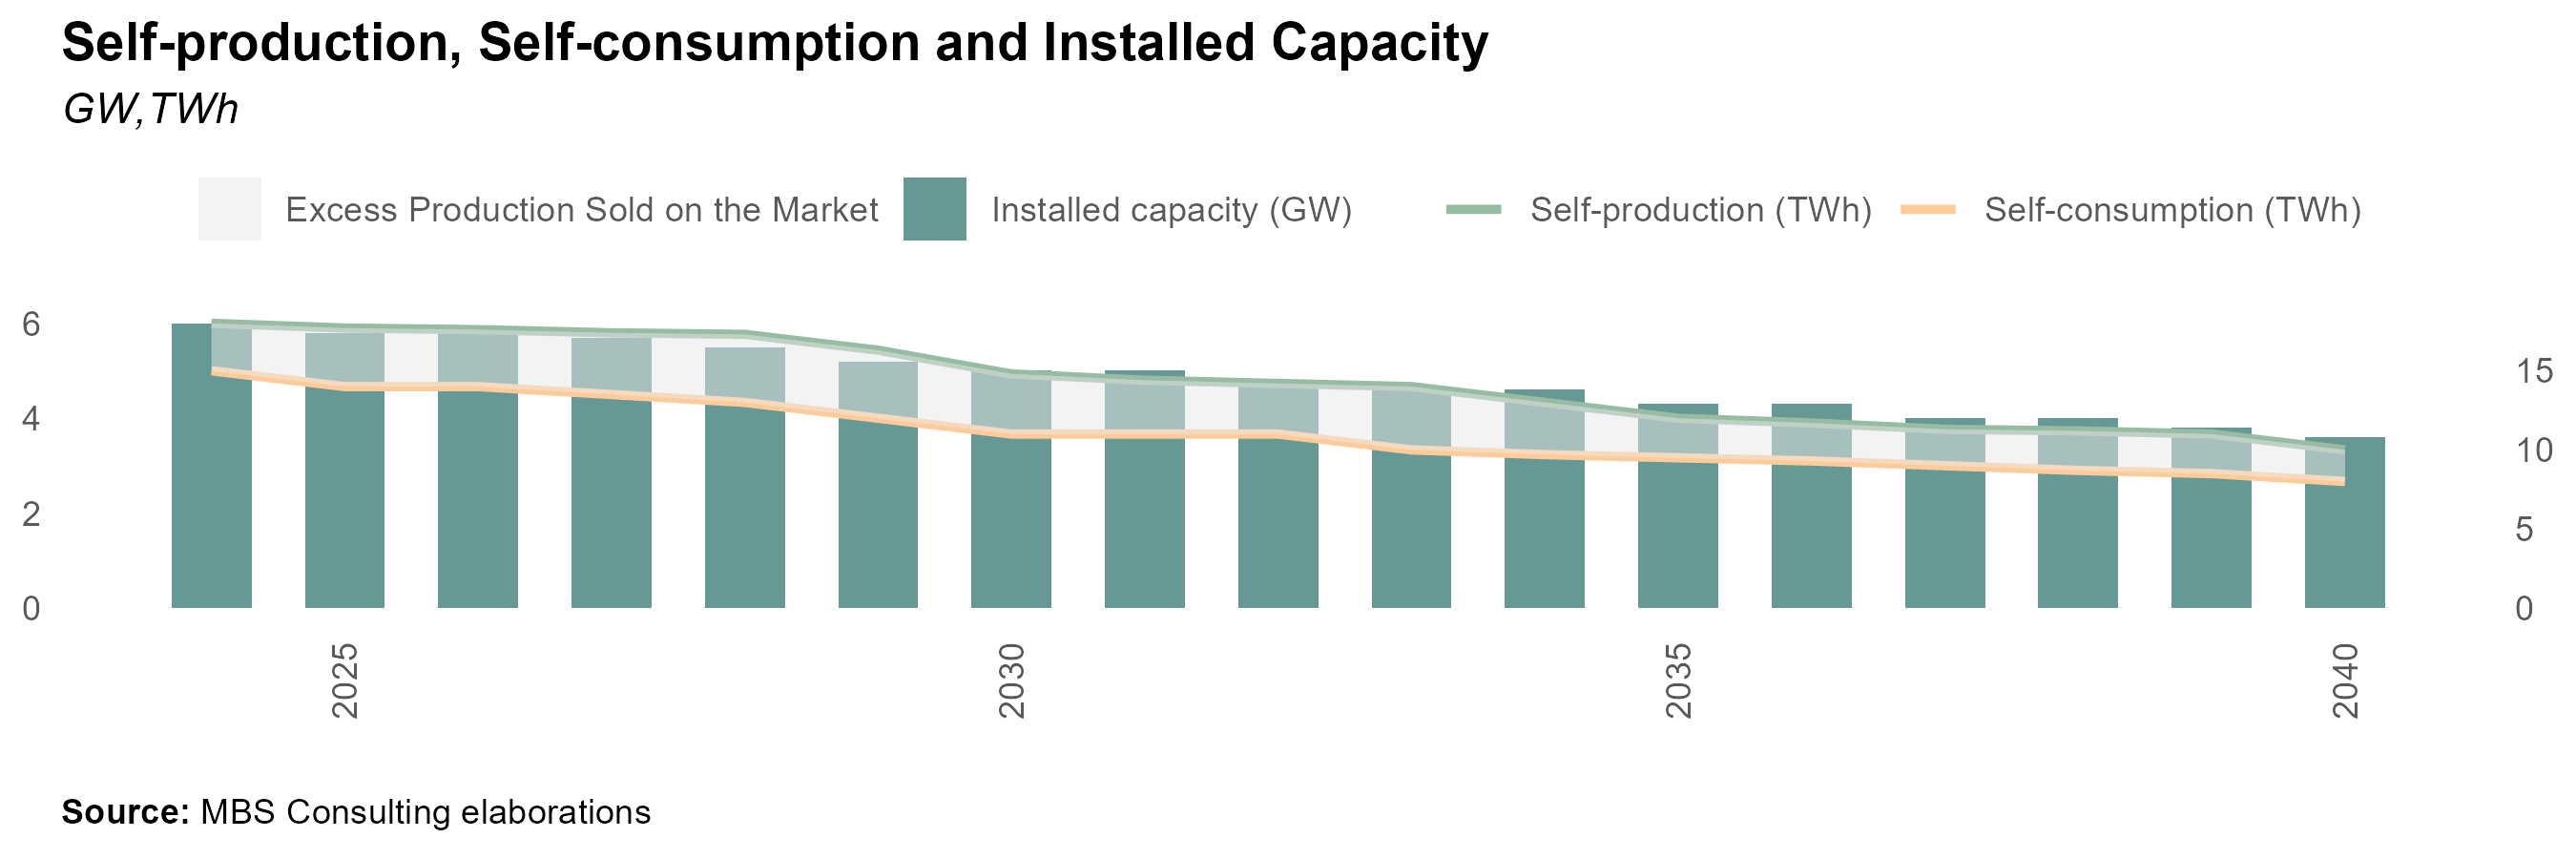 Self-production, Self-consumption and Installed Capacity
GW,TWh
Excess Production Sold on the Market
Installed capacity (GW)
Self-production (TWh)
Self-consumption (TWh)
6
4
2
0
15
10
5
0
2025
2030
2035
2040
Source: MBS Consulting elaborations